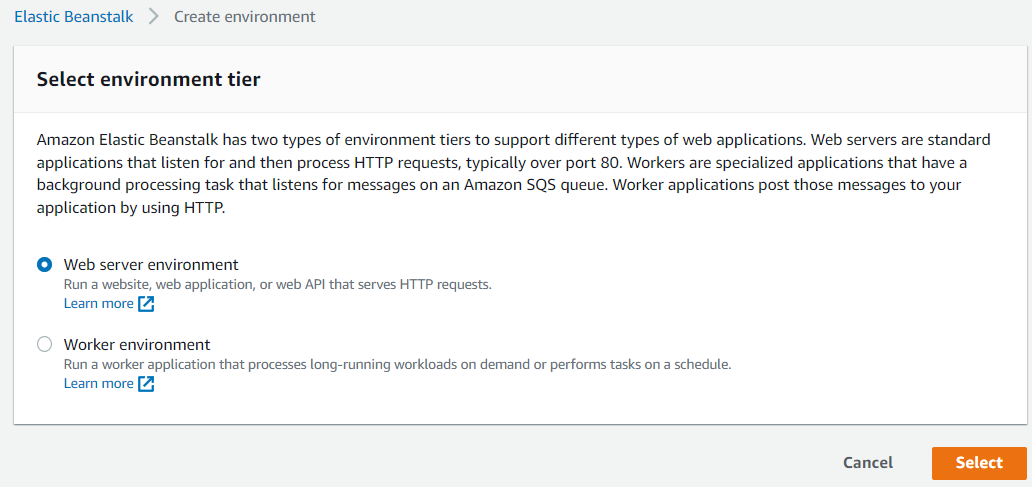 Elastic Beanstalk > Create environment
Select environment tier
Amazon Elastic Beanstalk has two types of environment tiers to support different types of web applications. Web servers are standard
applications that listen for and then process HTTP requests, typically over port 80. Workers are specialized applications that have a
background processing task that listens for messages on an Amazon SQS queue. Worker applications post those messages to your
application by using HTTP.
Web server environment
Run a website, web application, or web API that serves HTTP requests.
Learn more
Worker environment
Run a worker application that processes long-running workloads on demand or performs tasks on a schedule.
Learn more
Cancel Select